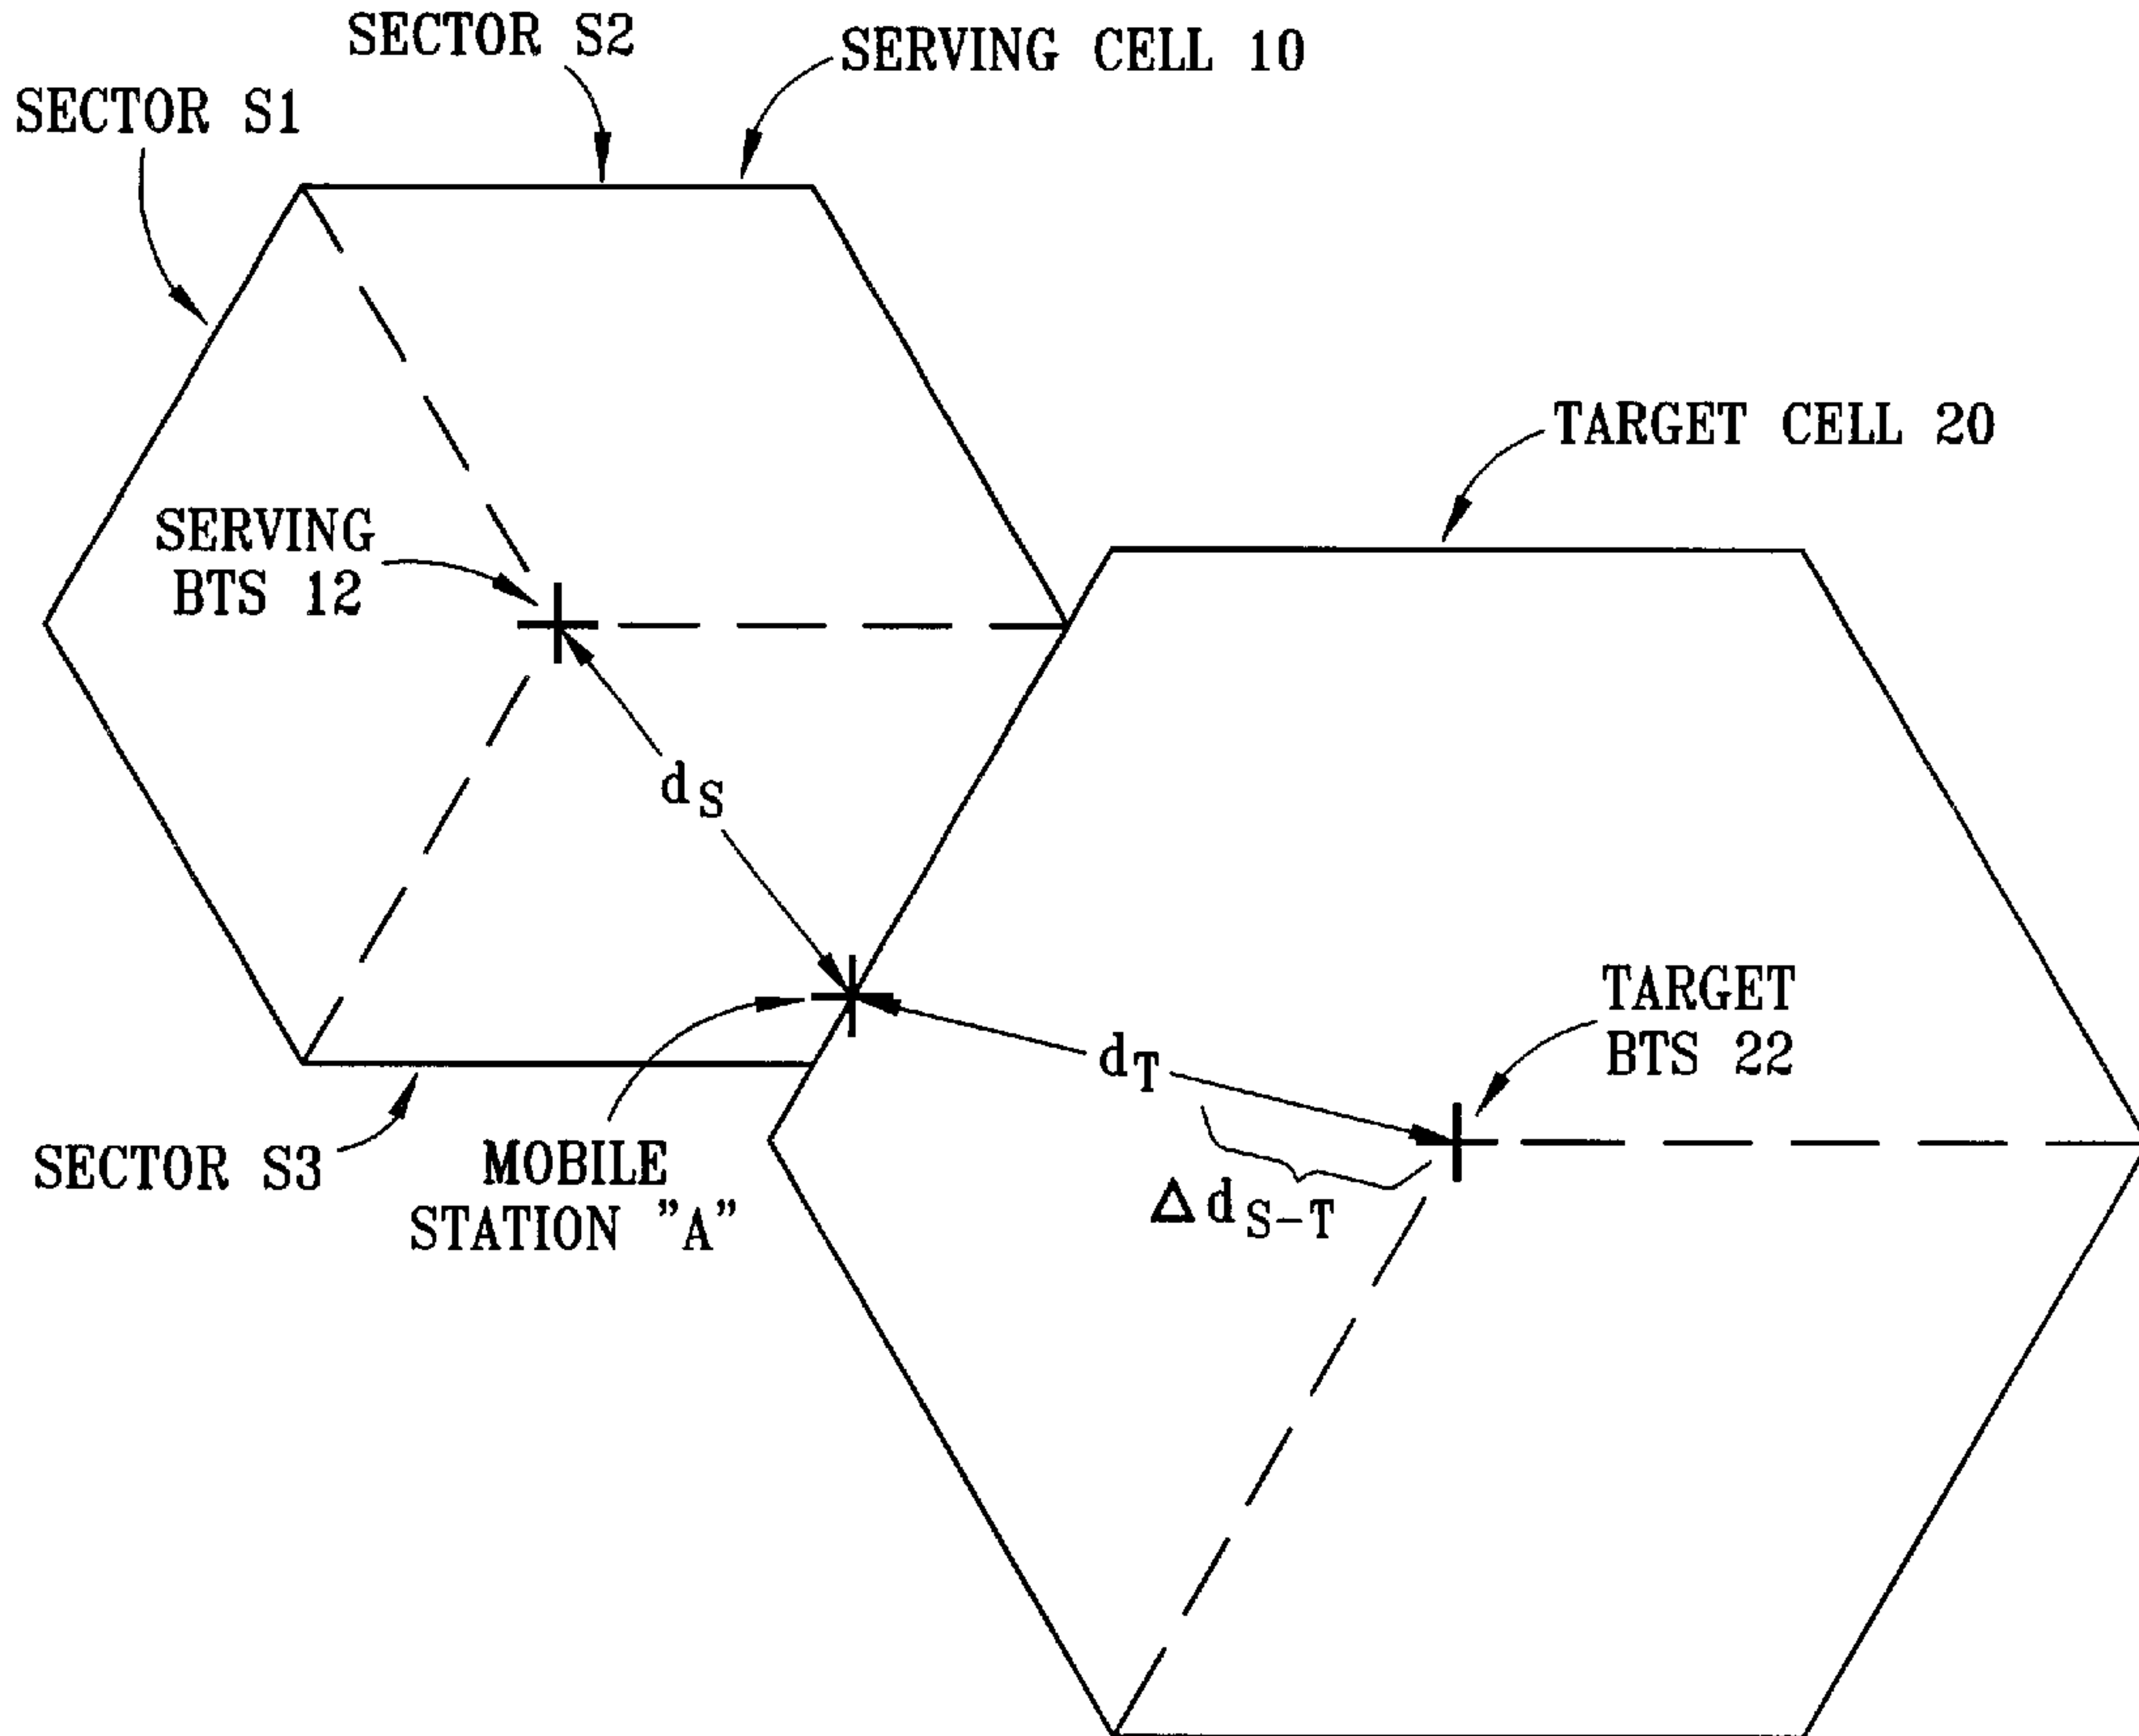 SECTOR S2
SERVING CELL 10
SECTOR S1
TARGET CELL 20
SERVING
BTS 12
dS
TARGET
BTS 22
dT
SECTOR S3
MOBILE
STATION "A"
Δ dS-T